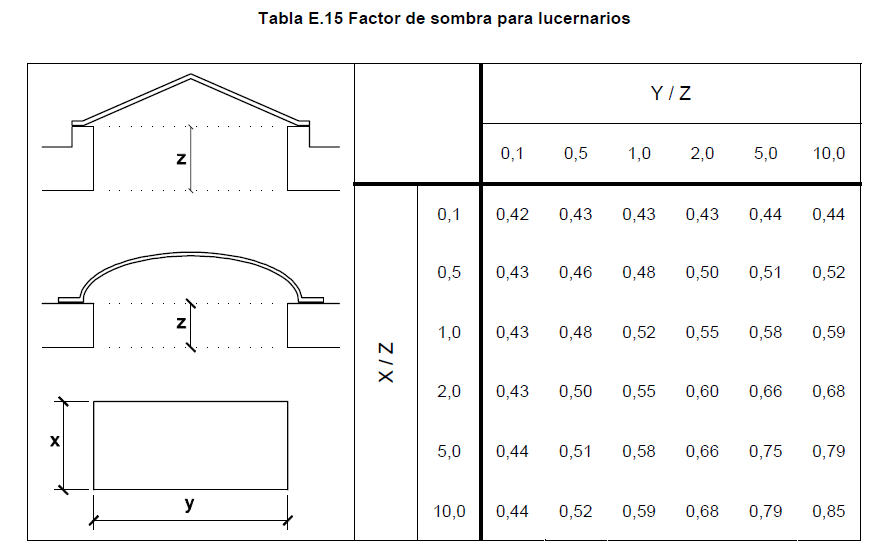 Tabla E.15 Factor de sombra para lucernarios
Y / Z
0,1 0,5 1,0 2,0 5,0 10,0
z
0,1 0,42 0,43 0,43 0,43 0,44 0,44
0,5 0,43 0,46 0,48 0,50 0,51 0,52
z
1,0 0,43 0,48 0,52 0,55 0,58 0,59
X / Z
2,0 0,43 0,50 0,55 0,60 0,66 0,68
x
5,0 0,44 0,51 0,58 0,66 0,75 0,79
y
10,0 0,44 0,52 0,59 0,68 0,79 0,85